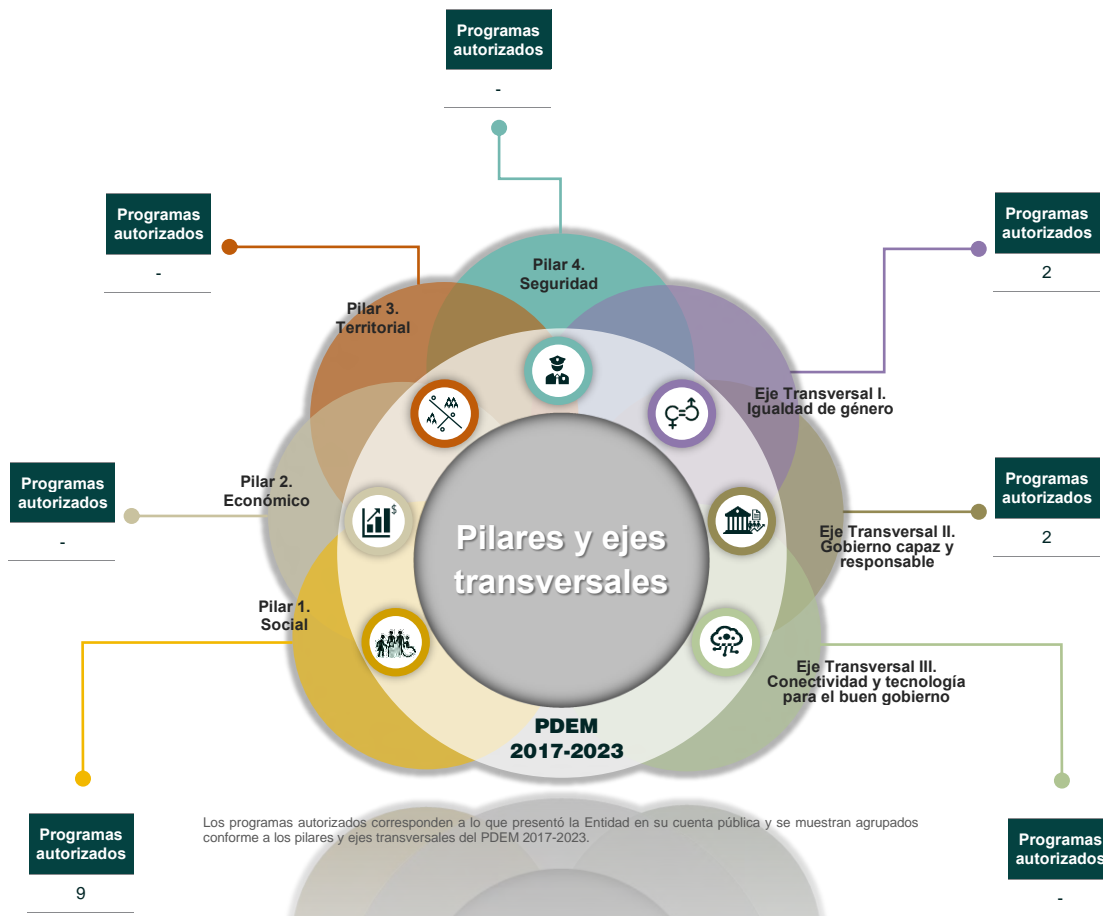 Programas
autorizados
-
Programas
autorizados
-
Programas
autorizados
2
Pilar 4.
Seguridad
Pilar 3.
Territorial
Eje Transversal I.
Igualdad de género
Programas
autorizados
-
Pilar 2.
Económico
$
Programas
autorizados
2
Eje Transversal II.
Gobierno capaz y
responsable
Pilares y ejes
transversales
Pilar 1.
Social
Eje Transversal III.
Conectividad y tecnología
para el buen gobierno
PDEM
2017-2023
Programas
autorizados
9
Los programas autorizados corresponden a lo que presentó la Entidad en su cuenta pública y se muestran agrupados
conforme a los pilares y ejes transversales del PDEM 2017-2023.
Programas
autorizados
-